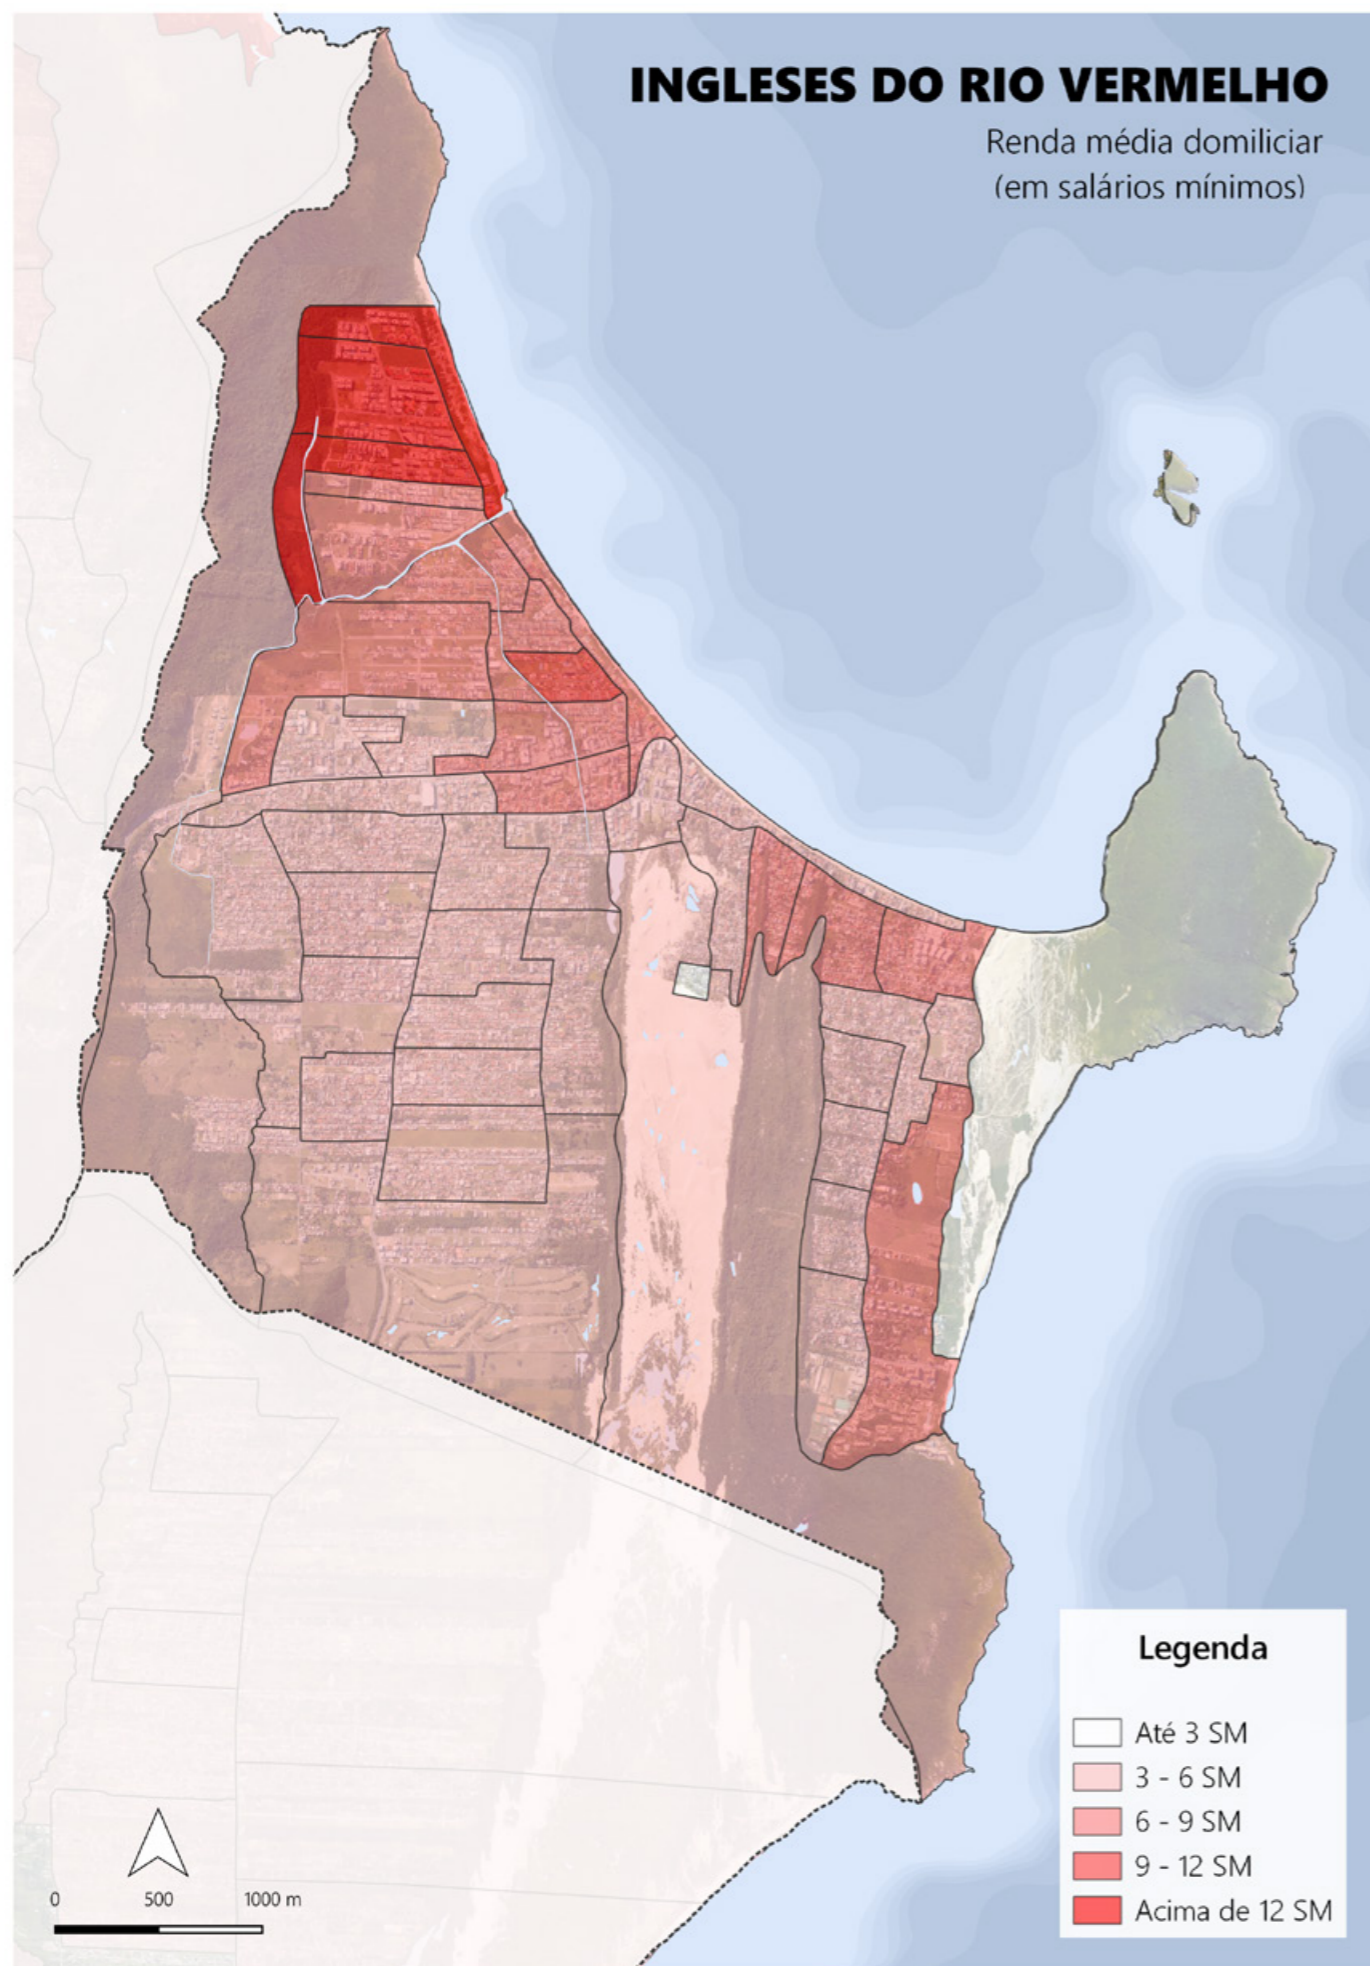 INGLESES DO RIO VERMELHO
Renda média domiliciar
(em salários mínimos)
Legenda
Até 3 SM
3 - 6 SM
6 - 9 SM
9 - 12 SM
Acima de 12 SM
0 500 1000 m